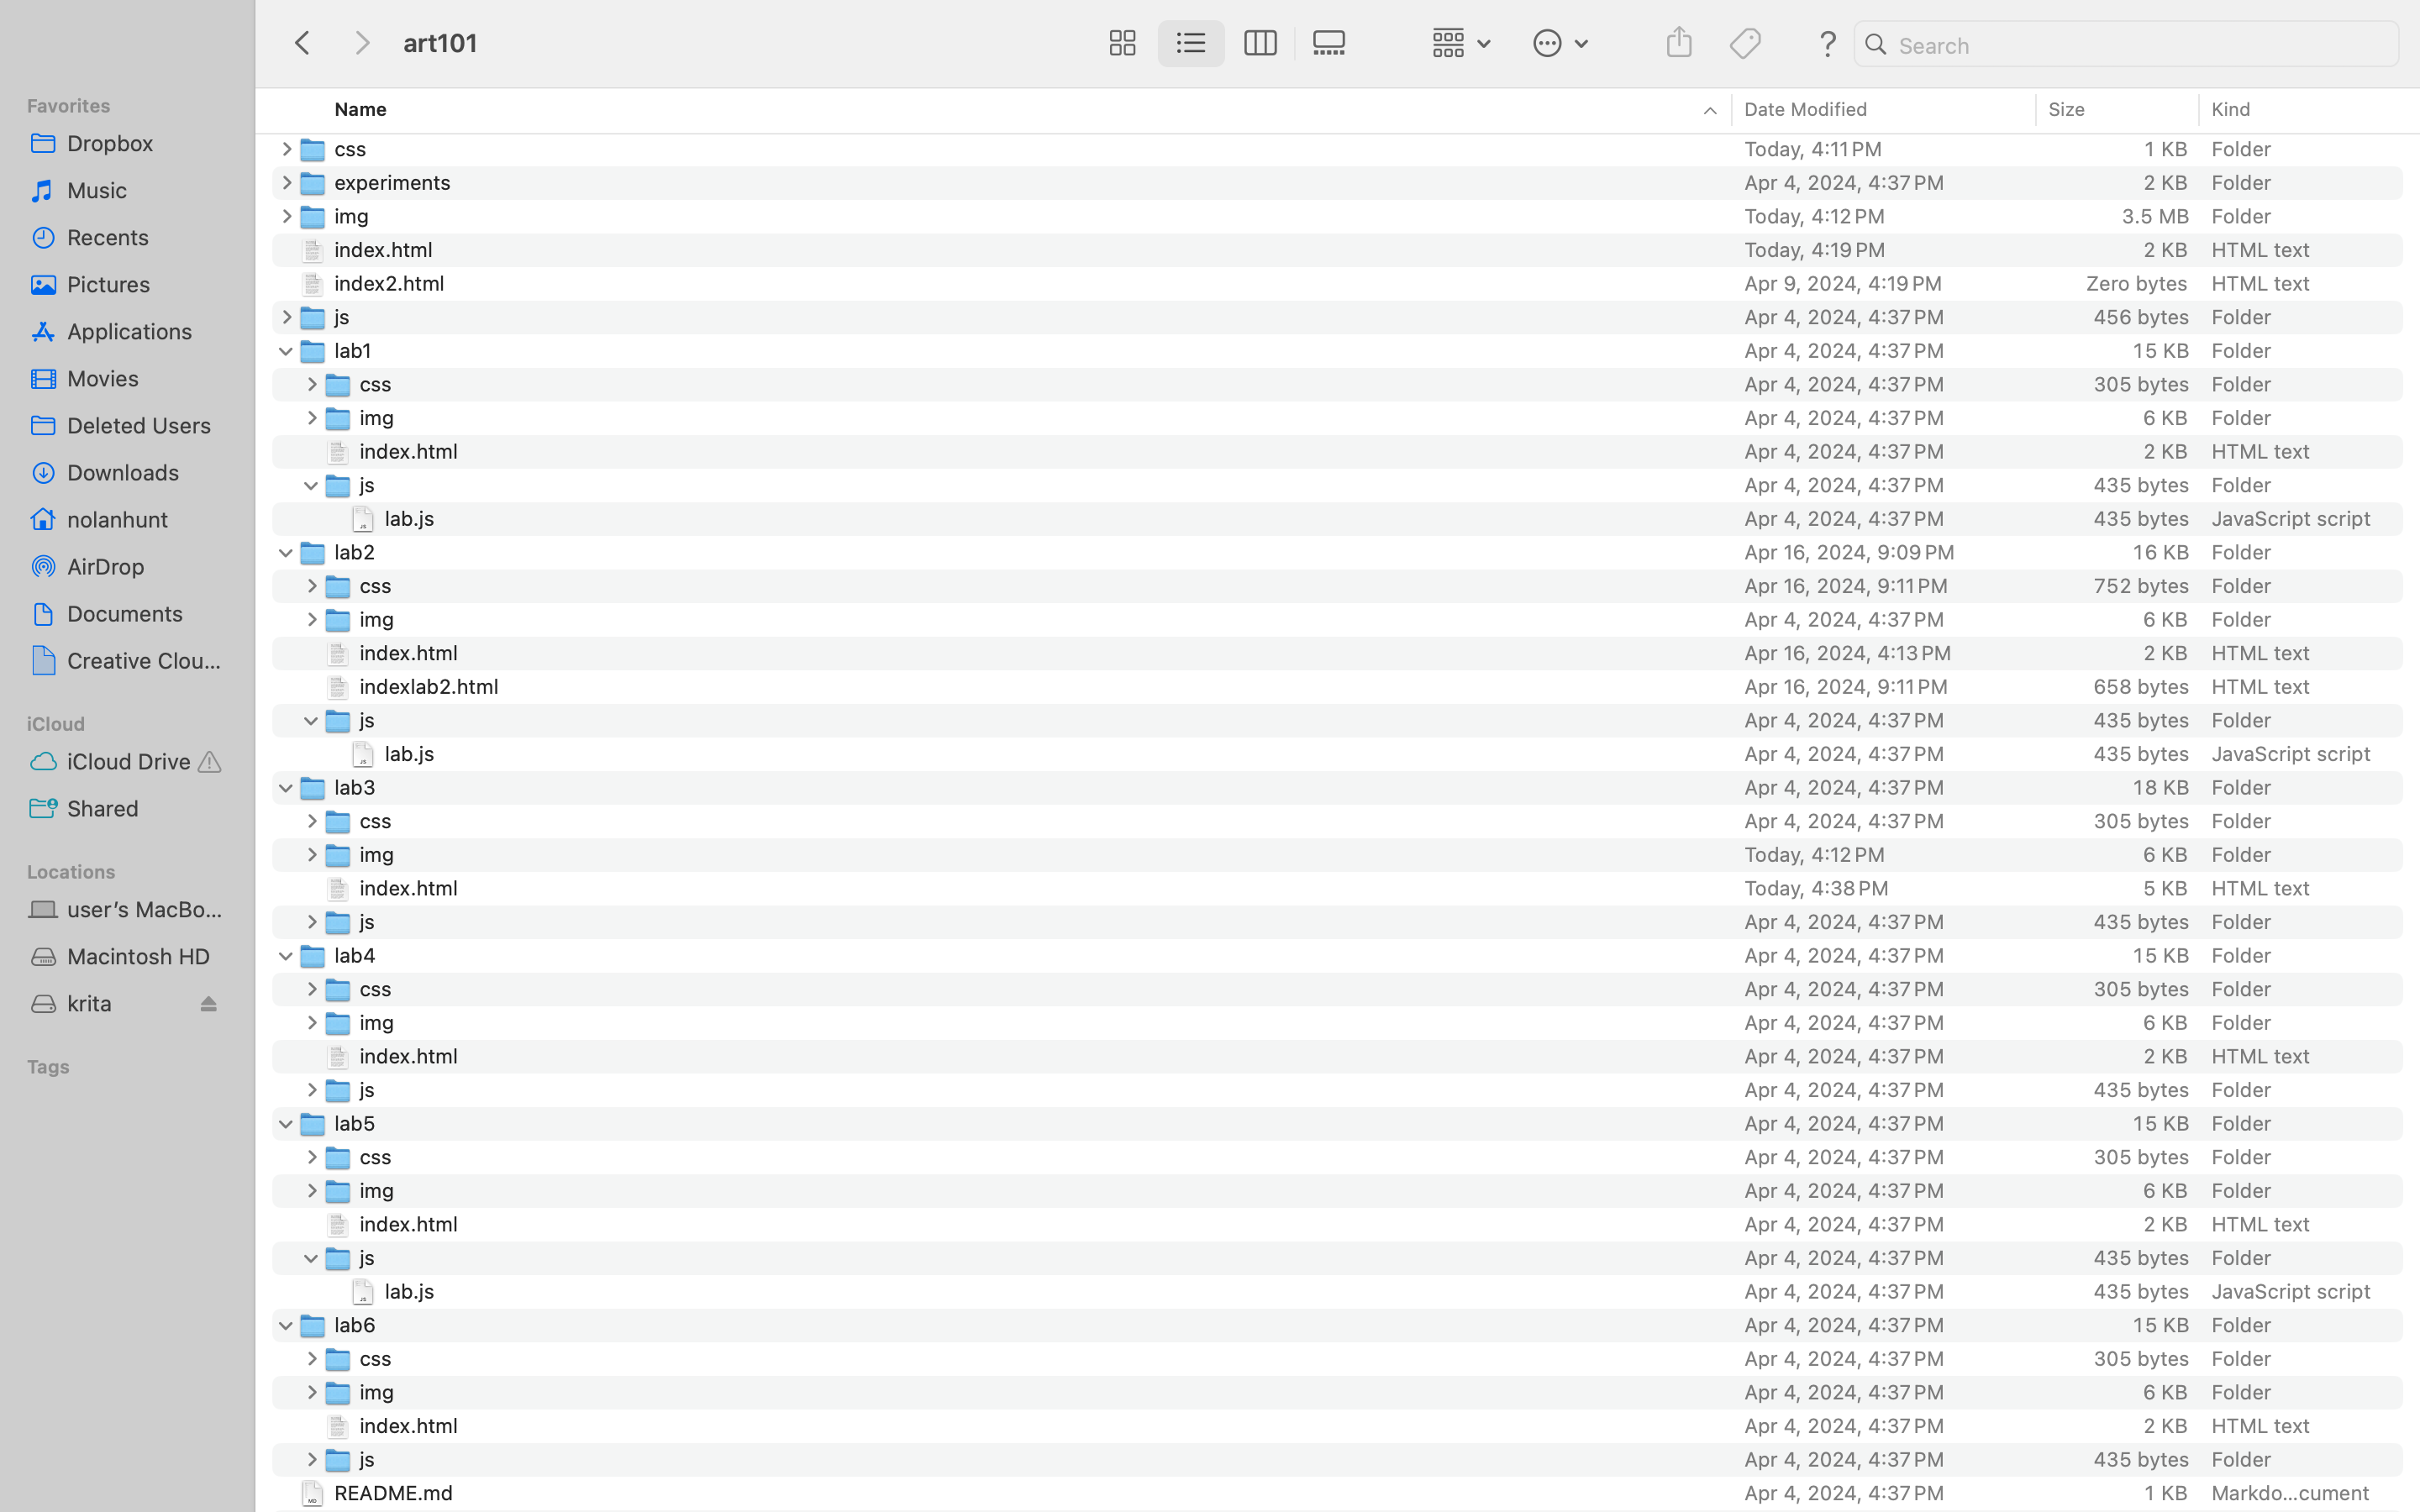 art101
Search
Favorites
Dropbox
Music
Recents
Pictures
Applications
Movies
Deleted Users
Downloads
nolanhunt
AirDrop
Documents
Creative Clou...
iCloud
iCloud Drive
Shared
Locations
user’s MacBo...
Macintosh HD
krita
Tags
Name Date Modified Size Kind
css Today, 4:11 PM 1 KB Folder
experiments Apr 4, 2024, 4:37 PM 2 KB Folder
img Today, 4:12 PM 3.5 MB Folder
index.html Today, 4:19 PM 2 KB HTML text
index2.html Apr 9, 2024, 4:19 PM Zero bytes HTML text
js Apr 4, 2024, 4:37 PM 456 bytes Folder
lab1 Apr 4, 2024, 4:37 PM 15 KB Folder
css Apr 4, 2024, 4:37 PM 305 bytes Folder
img Apr 4, 2024, 4:37 PM 6 KB Folder
index.html Apr 4, 2024, 4:37 PM 2 KB HTML text
js Apr 4, 2024, 4:37 PM 435 bytes Folder
lab.js Apr 4, 2024, 4:37 PM 435 bytes JavaScript script
lab2 Apr 16, 2024, 9:09 PM 16 KB Folder
css Apr 16, 2024, 9:11 PM 752 bytes Folder
img Apr 4, 2024, 4:37 PM 6 KB Folder
index.html Apr 16, 2024, 4:13 PM 2 KB HTML text
indexlab2.html Apr 16, 2024, 9:11 PM 658 bytes HTML text
js Apr 4, 2024, 4:37 PM 435 bytes Folder
lab.js Apr 4, 2024, 4:37 PM 435 bytes JavaScript script
lab3 Apr 4, 2024, 4:37 PM 18 KB Folder
css Apr 4, 2024, 4:37 PM 305 bytes Folder
img Today, 4:12 PM 6 KB Folder
index.html Today, 4:38 PM 5 KB HTML text
js Apr 4, 2024, 4:37 PM 435 bytes Folder
lab4 Apr 4, 2024, 4:37 PM 15 KB Folder
css Apr 4, 2024, 4:37 PM 305 bytes Folder
img Apr 4, 2024, 4:37 PM 6 KB Folder
index.html Apr 4, 2024, 4:37 PM 2 KB HTML text
js Apr 4, 2024, 4:37 PM 435 bytes Folder
lab5 Apr 4, 2024, 4:37 PM 15 KB Folder
css Apr 4, 2024, 4:37 PM 305 bytes Folder
img Apr 4, 2024, 4:37 PM 6 KB Folder
index.html Apr 4, 2024, 4:37 PM 2 KB HTML text
js Apr 4, 2024, 4:37 PM 435 bytes Folder
lab.js Apr 4, 2024, 4:37 PM 435 bytes JavaScript script
lab6 Apr 4, 2024, 4:37 PM 15 KB Folder
css Apr 4, 2024, 4:37 PM 305 bytes Folder
img Apr 4, 2024, 4:37 PM 6 KB Folder
index.html Apr 4, 2024, 4:37 PM 2 KB HTML text
js Apr 4, 2024, 4:37 PM 435 bytes Folder
README.md Apr 4, 2024, 4:37 PM 1 KB Markdo...cument